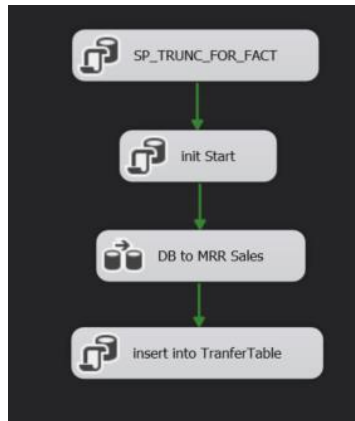 SP_TRUNC_FOR_FACT
init Start
DB to MRR Sales
insert into TranferTable